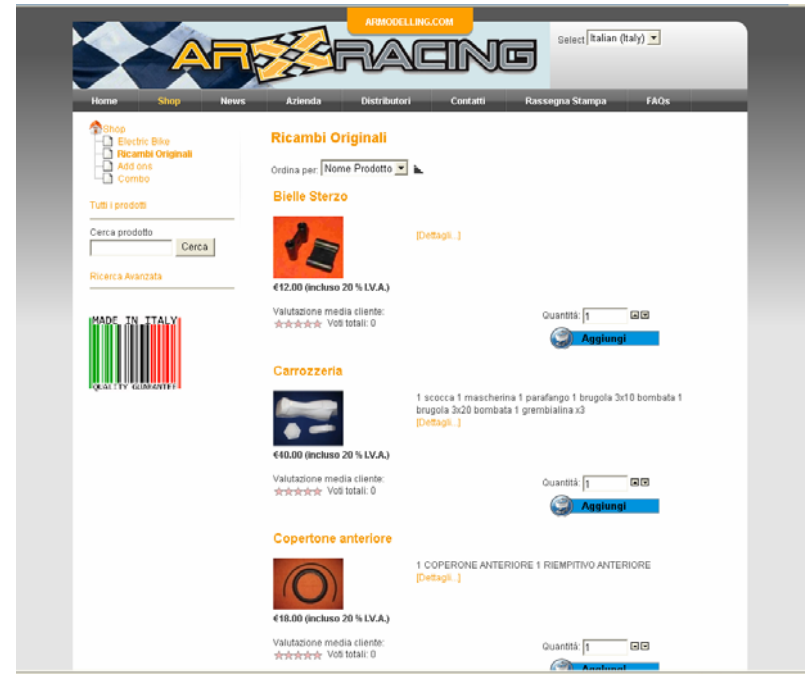 ARMODELLING.COM
ARX RACING
Select Italian (Italy)
Home Shop News Azienda Distributori Contatti Rassegna Stampa FAQs
Shop
Electric Bike
Ricambi Originali
Add ons
Combo
Tutti i prodotti
Cerca prodotto
Cerca
Ricerca Avanzata
MADE IN ITALY
QUALITY GUARANTEE
Ricambi Originali
Ordina per: Nome Prodotto
Bielle Sterzo
[Dettagli...]
€12.00 (incluso 20 % I.V.A.)
Valutazione media cliente:
Voti totali: 0
Quantità: 1
Aggiungi
Carrozzeria
1 scocca 1 mascherina 1 parafango 1 brugola 3x10 bombata 1
brugola 3x20 bombata 1 grembialina x3
[Dettagli...]
€40.00 (incluso 20 % I.V.A.)
Valutazione media cliente:
Voti totali: 0
Quantità: 1
Aggiungi
Copertone anteriore
1 COPERONE ANTERIORE 1 RIEMPITIVO ANTERIORE
[Dettagli...]
€18.00 (incluso 20 % I.V.A.)
Valutazione media cliente:
Voti totali: 0
Quantità: 1
Aggiungi